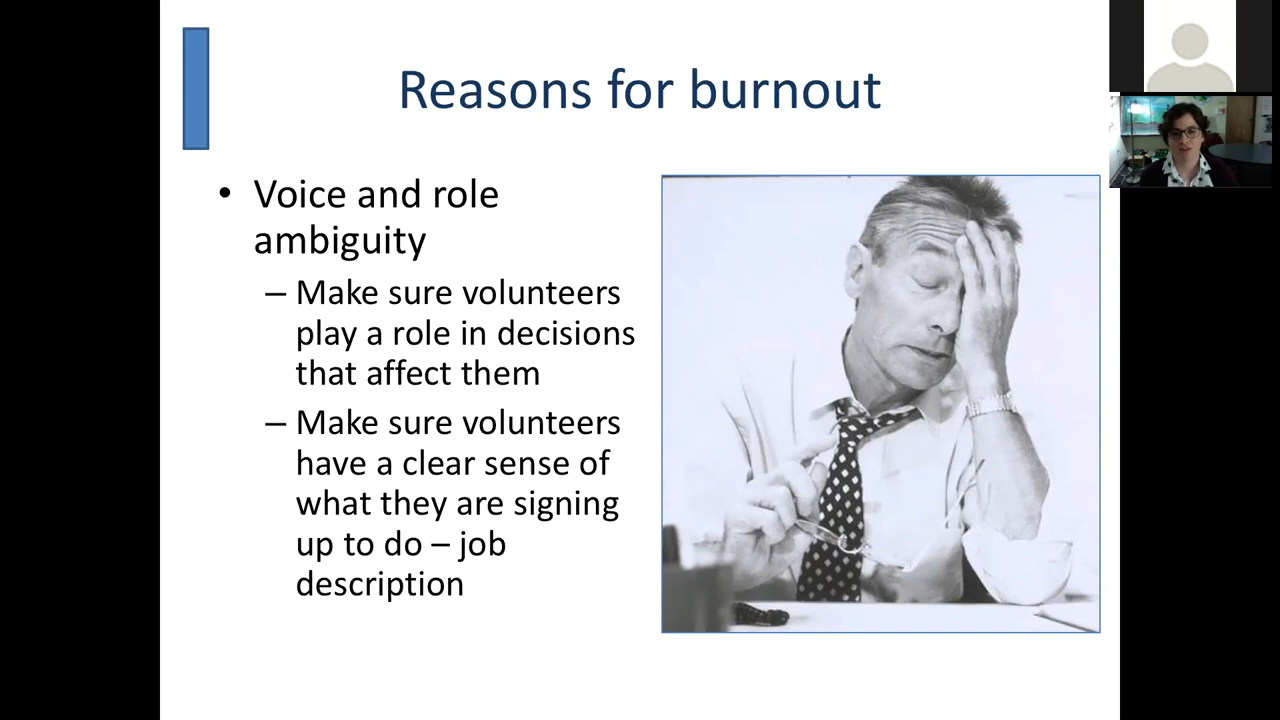 Reasons for burnout
• Voice and role
ambiguity
– Make sure volunteers
play a role in decisions
that affect them
– Make sure volunteers
have a clear sense of
what they are signing
up to do – job
description